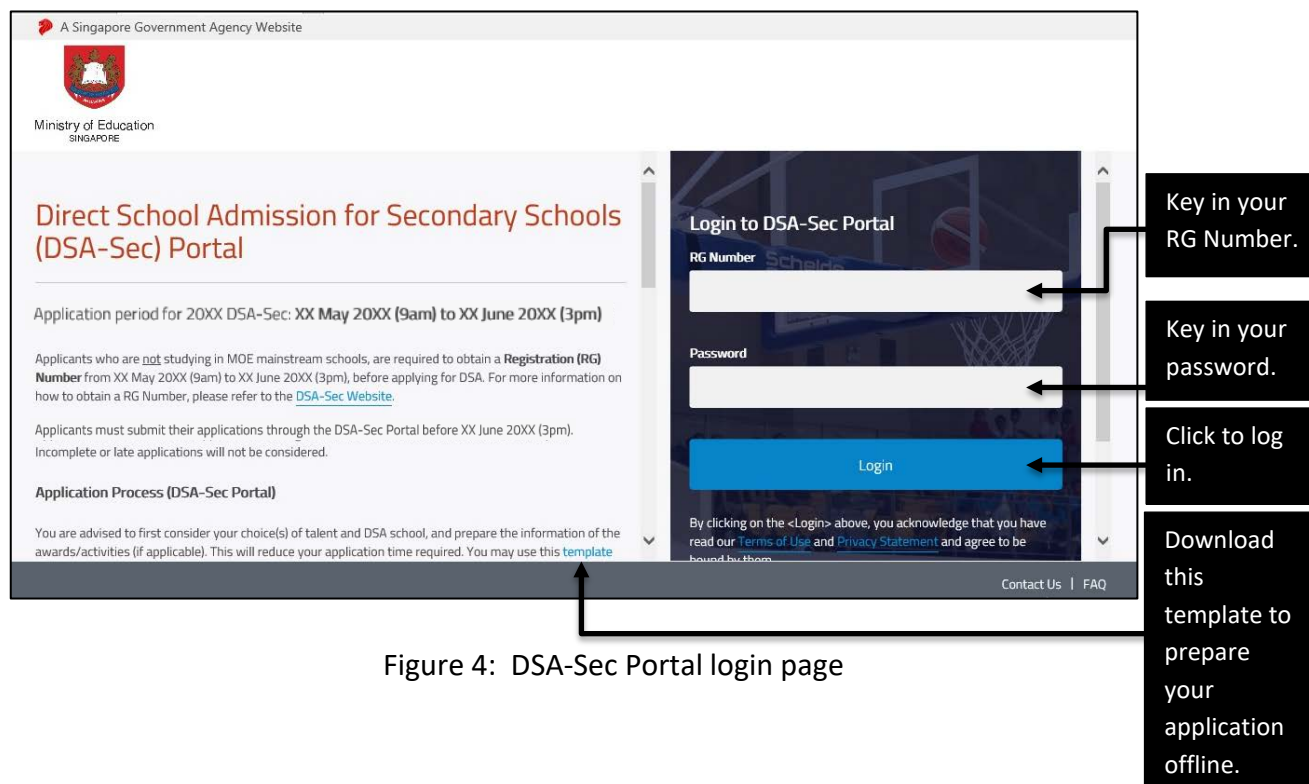 A Singapore Government Agency Website
Ministry of Education
SINGAPORE
Direct School Admission for Secondary Schools
(DSA-Sec) Portal
Application period for 20XX DSA-Sec: XX May 20XX (9am) to XX June 20XX (3pm)
Applicants who are not studying in MOE mainstream schools, are required to obtain a Registration (RG)
Number from XX May 20XX (9am) to XX June 20XX (3pm), before applying for DSA. For more information on
how to obtain a RG Number, please refer to the DSA-Sec Website.
Applicants must submit their applications through the DSA-Sec Portal before XX June 20XX (3pm).
Incomplete or late applications will not be considered.
Application Process (DSA-Sec Portal)
You are advised to first consider your choice(s) of talent and DSA school, and prepare the information of the
awards/activities (if applicable). This will reduce your application time required. You may use this template
Login to DSA-Sec Portal
RG Number
Schelde
Password
Login
By clicking on the <Login> above, you acknowledge that you have
read our Terms of Use and Privacy Statement and agree to be
bound by them
Contact Us | FAQ
Key in your
RG Number.
Key in your
password.
Click to log
in.
Download
this
template to
prepare
your
application
offline.
Figure 4: DSA-Sec Portal login page